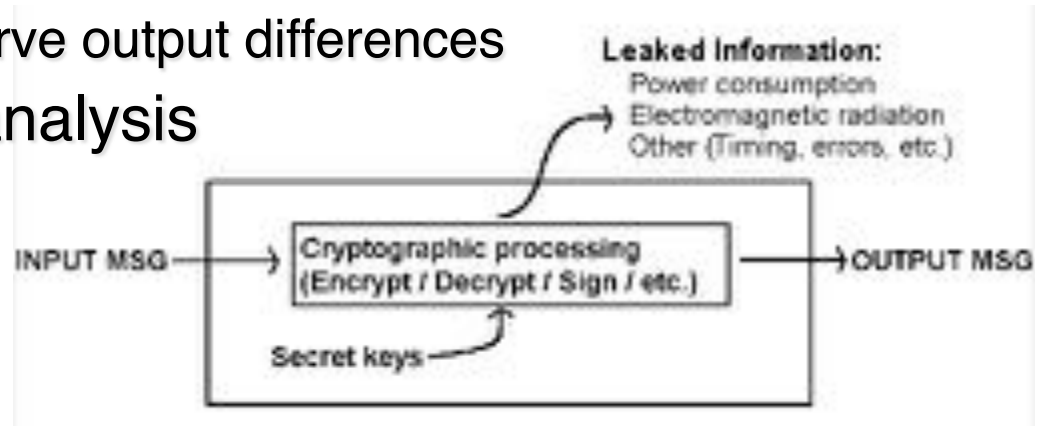 rve output differences
nalysis
Leaked Information:
Power consumption
Electromagnetic radiation
Other (Timing, errors, etc.)
INPUT MSG
Cryptographic processing
(Encrypt / Decrypt / Sign / etc.)
OUTPUT MSG
Secret keys